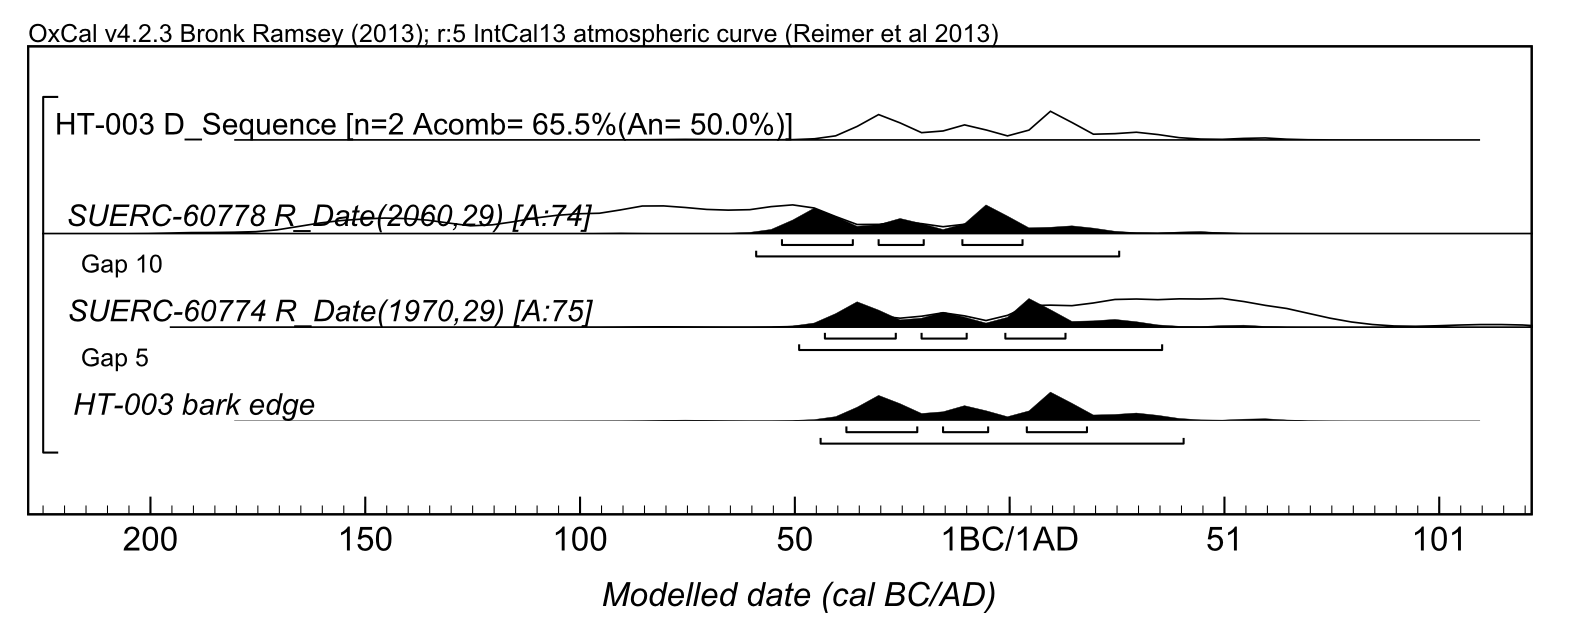 OxCal v4.2.3 Bronk Ramsey (2013); r:5 IntCal13 atmospheric curve (Reimer et al 2013)
HT-003 D_Sequence [n=2 Acomb= 65.5%(An= 50.0%)]
SUERC-60778 R_Date(2060,29) [A:74]
Gap 10
SUERC-60774 R_Date(1970,29) [A:75]
Gap 5
HT-003 bark edge
200 150 100 50 1BC/1AD 51 101
Modelled date (cal BC/AD)